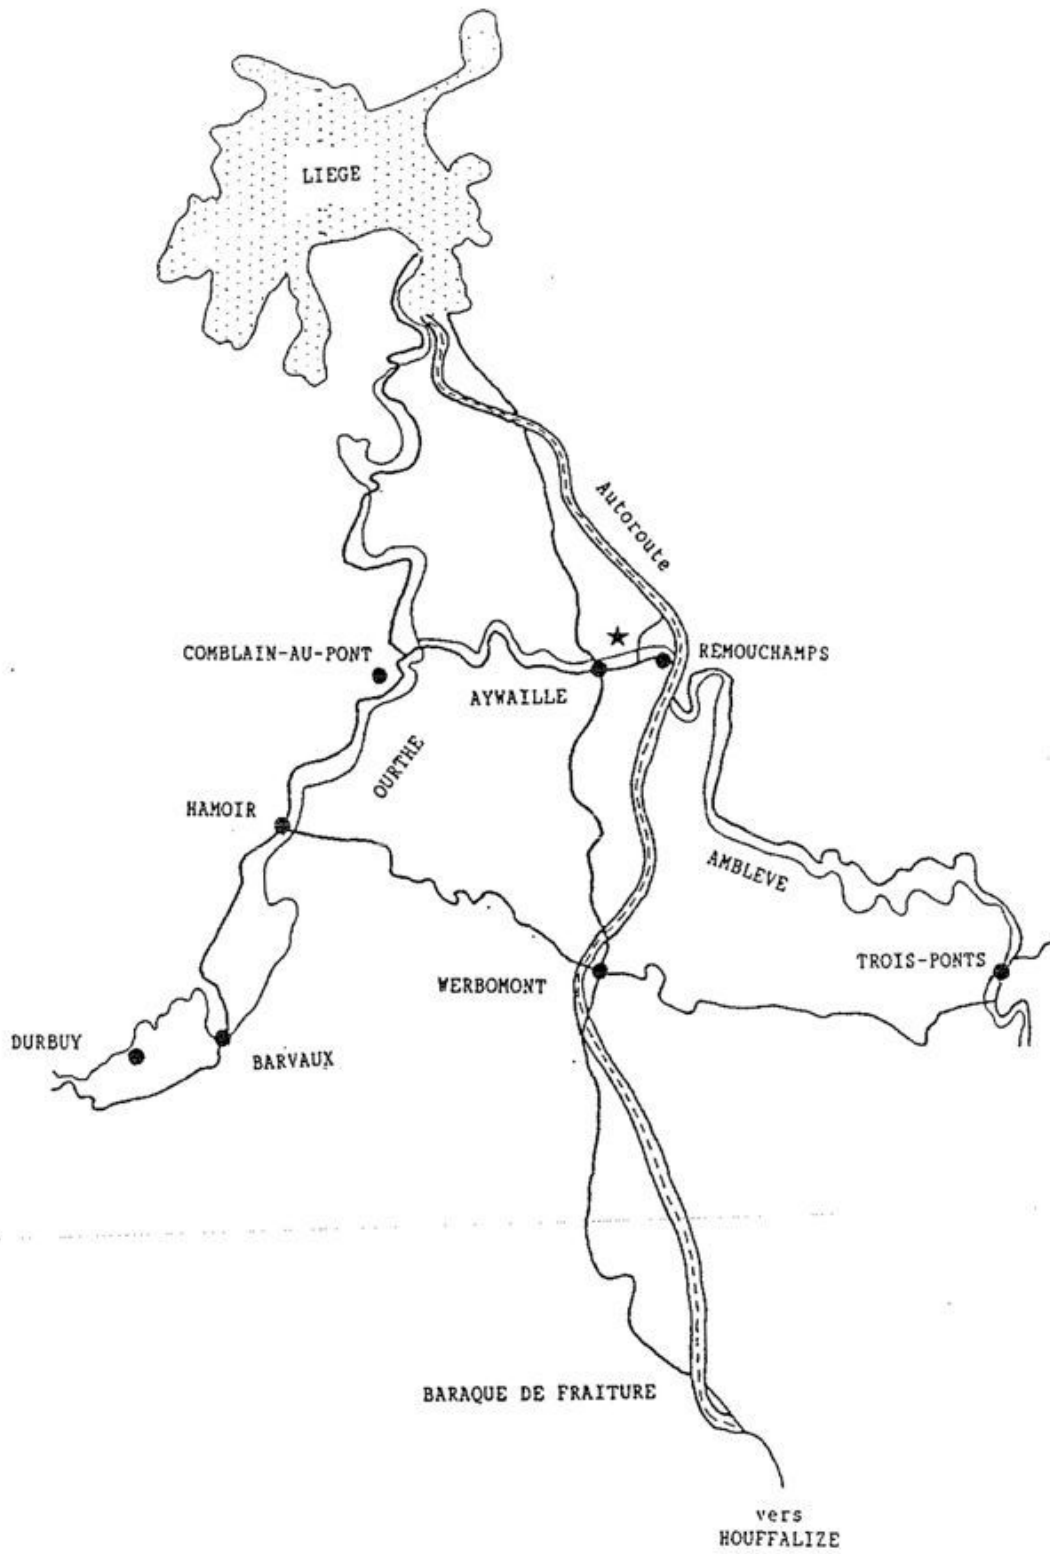 LIEGE
Autoroute
COMBLAIN-AU-PONT
REMOUCHAMPS
AYWAILLE
OURTHE
HAMOIR
AMBLEVE
WERBOMONT
TROIS-PONTS
DURBUY
BARVAUX
BARAQUE DE FRAITURE
vers
HOUFFALIZE